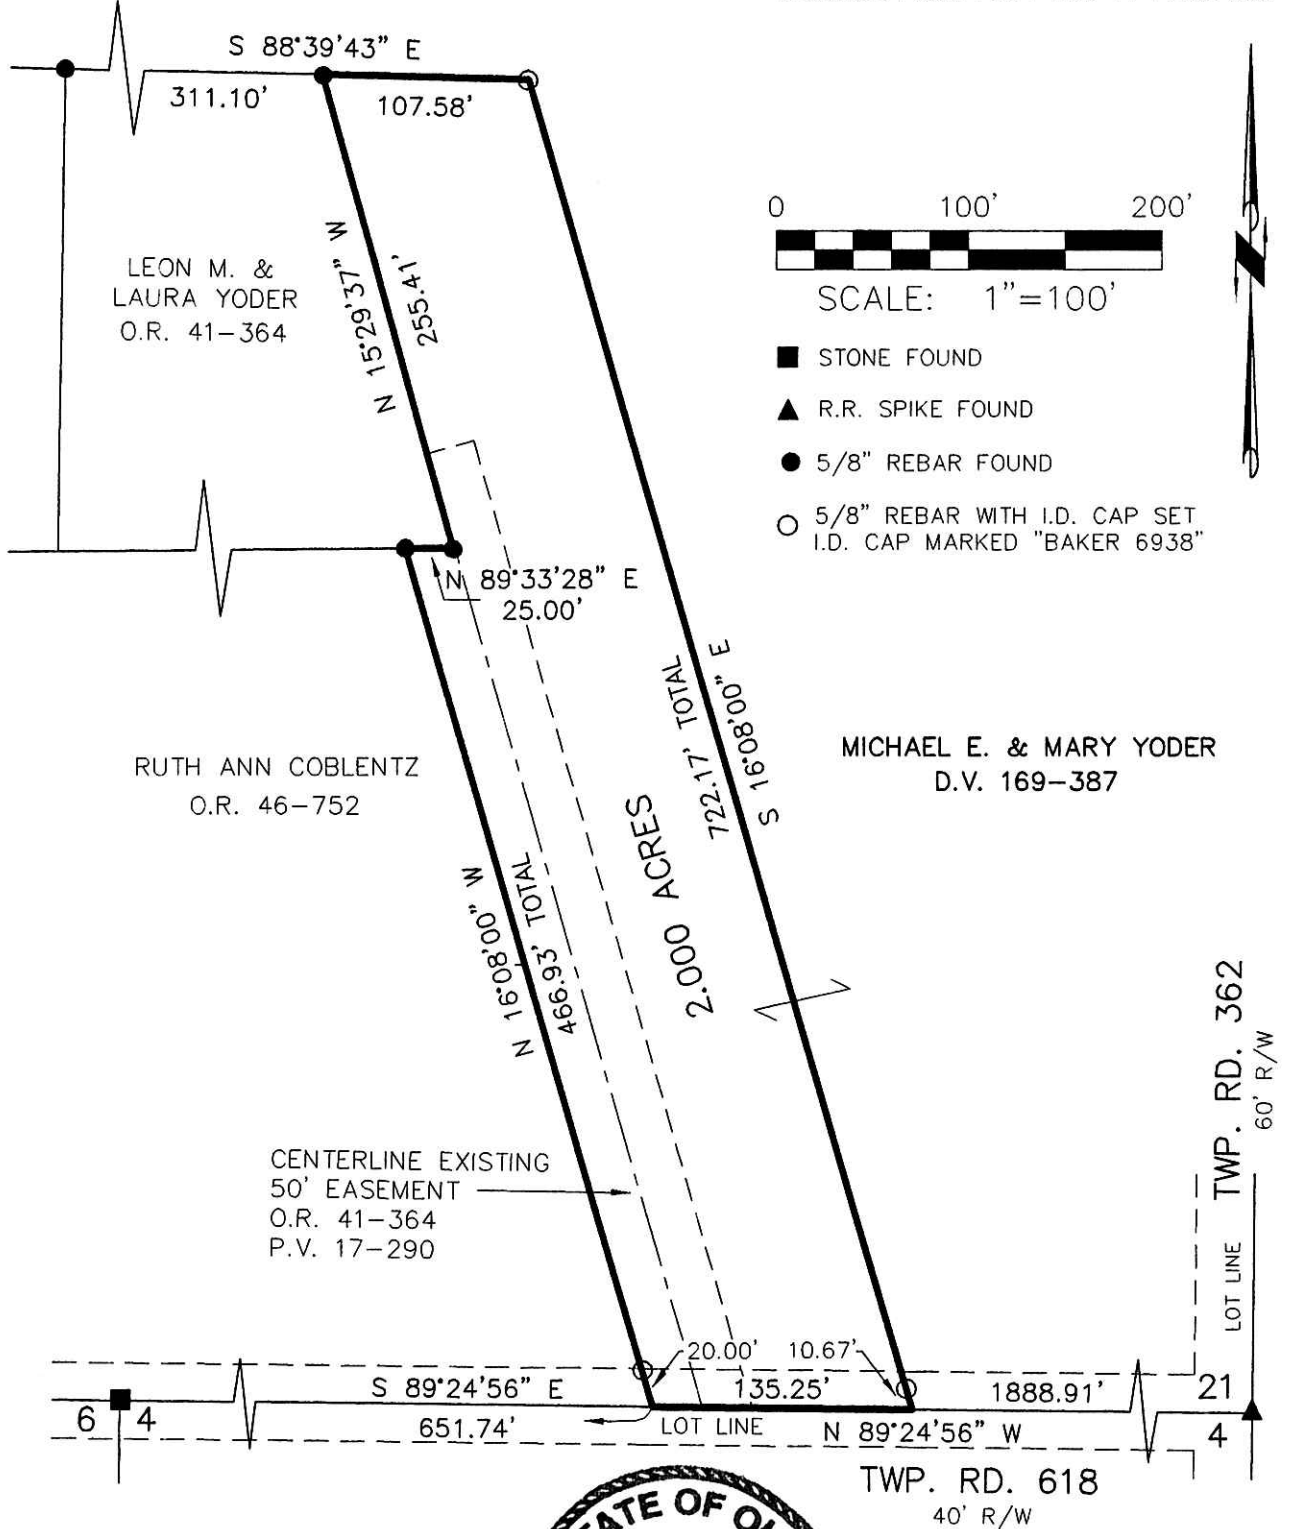 S 88°39'43" E
311.10'
107.58'
0 100' 200'
SCALE: 1"=100'
STONE FOUND
R.R. SPIKE FOUND
5/8" REBAR FOUND
5/8" REBAR WITH I.D. CAP SET
I.D. CAP MARKED "BAKER 6938"
LEON M. &
LAURA YODER
O.R. 41-364
N 15°29'37" W
255.41'
N 89°33'28" E
25.00'
RUTH ANN COBLENTZ
O.R. 46-752
722.17' TOTAL
S 16°08'00" E
MICHAEL E. & MARY YODER
D.V. 169-387
N 16°08'00" W
466.93' TOTAL
2.000 ACRES
CENTERLINE EXISTING
50' EASEMENT
O.R. 41-364
P.V. 17-290
TWP. RD. 362
60' R/W
LOT LINE
20.00' 10.67'
S 89°24'56" E
135.25'
1888.91'
21
6 4
651.74'
LOT LINE
N 89°24'56" W
4
TWP. RD. 618
40' R/W